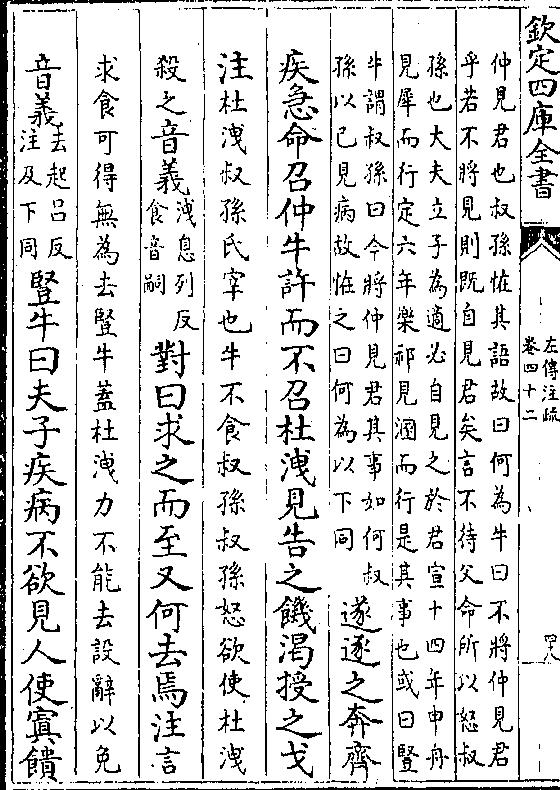 欽定四庫全書
左傳注疏
卷四十二
仲見君也叔孫怪其語故曰何為牛曰不將仲見君
乎若不將見則既自見君矣言不待父命所以怒叔
孫也大夫立子為適必自見之於君宣十四年申舟
見犀而行定六年樂祁見溷而行是其事也或曰豎
牛謂叔孫曰今將仲見君其事如何叔
孫以已見病故怪之曰何為以下同
遂逐之奔齊
疾急命召仲牛許而不召杜洩見告之饑渴授之戈
注杜洩叔孫氏宰也牛不食叔孫叔孫怒欲使杜洩
殺之音義洩息列反
食音嗣
對曰求之而至又何去焉注言
求食可得無為去豎牛蓋杜洩力不能去設辭以免
音義去起呂反
注及下同
豎牛曰夫子疾病不欲見人使寘饋